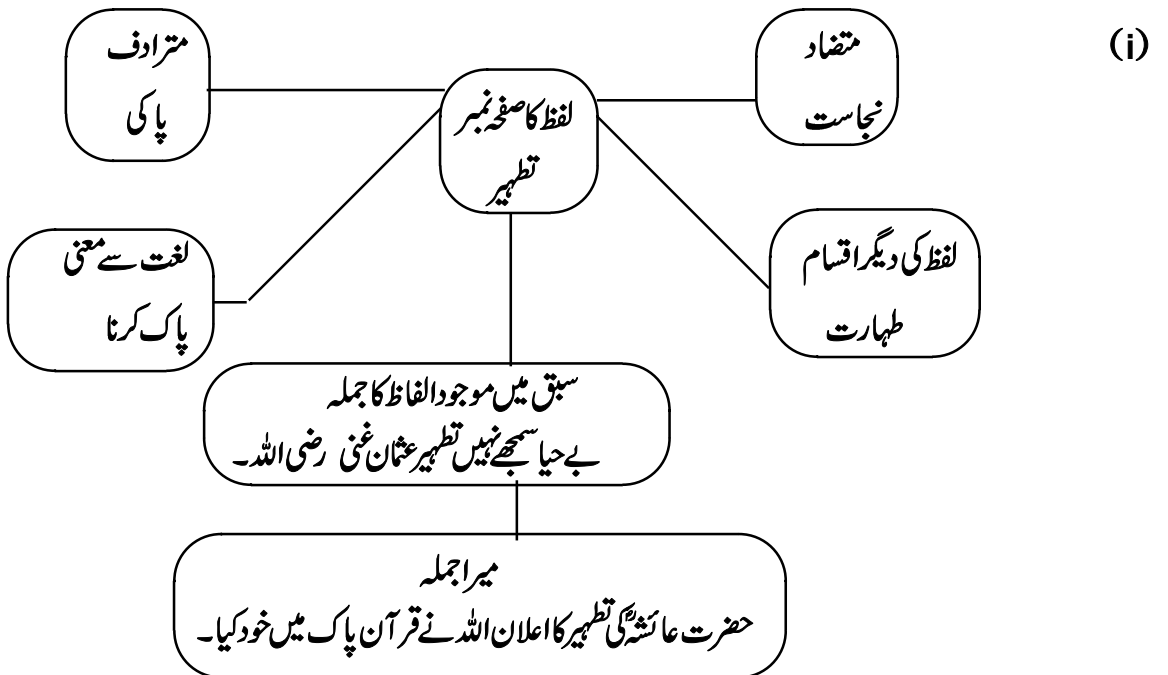 (i)
متضاد
نجاست
لفظ کا صفحہ نمبر
تطہیر
مترادف
پاکی
لفظ کی دیگر اقسام
طہارت
لغت سے معنی
پاک کرنا
سبق میں موجود الفاظ کا جملہ
بے حیا سمجھے نہیں تطہیر عثمان غنی رضی اللہ۔
میرا جملہ
حضرت عائشہؓ کی تطہیر کا اعلان اللہ نے قرآن پاک میں خود کیا۔